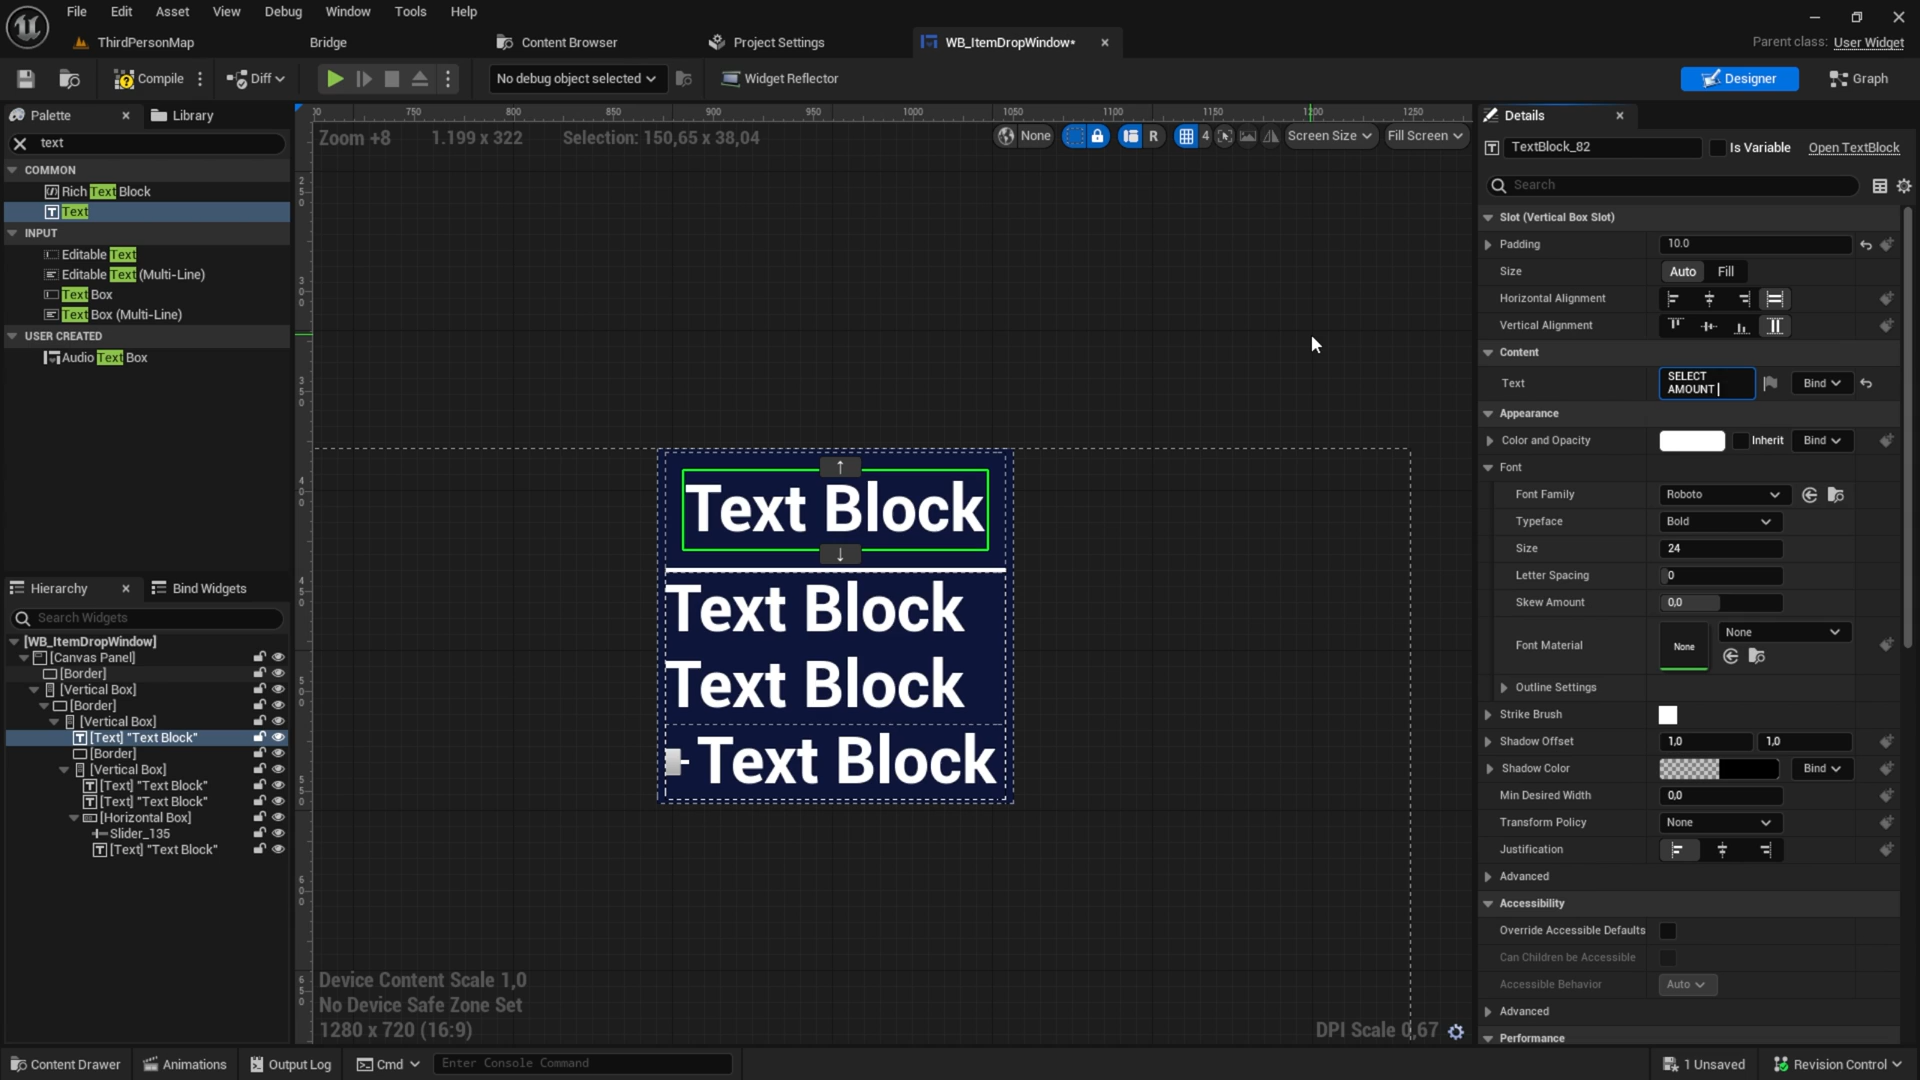 File Edit Asset View Debug Window Tools Help
ThirdPersonMap Bridge Content Browser Project Settings WB_ItemDropWindow*
Parent class: User Widget
Compile Diff No debug object selected Widget Reflector Designer Graph
Palette Library
text
COMMON
Rich Text Block
Text
INPUT
Editable Text
Editable Text (Multi-Line)
Text Box
Text Box (Multi-Line)
USER CREATED
Audio Text Box
Hierarchy Bind Widgets
Search Widgets
[WB_ItemDropWindow]
[Canvas Panel]
[Border]
[Vertical Box]
[Border]
[Vertical Box]
[Text] "Text Block"
[Border]
[Vertical Box]
[Text] "Text Block"
[Text] "Text Block"
[Horizontal Box]
Slider_135
[Text] "Text Block"
750 800 850 900 950 1000 1050 1100 1150 1200 1250
Zoom +8 1.199 x 322 Selection: 150,65 x 38,04
None R 4 Screen Size Fill Screen
Text Block
Text Block
Text Block
Text Block
Device Content Scale 1,0
No Device Safe Zone Set
1280 x 720 (16:9)
DPI Scale 0,67
Details
TextBlock_82 Is Variable Open TextBlock
Search
Slot (Vertical Box Slot)
Padding 10.0
Size Auto Fill
Horizontal Alignment
Vertical Alignment
Content
Text SELECT
AMOUNT Bind
Appearance
Color and Opacity Inherit Bind
Font
Font Family Roboto
Typeface Bold
Size 24
Letter Spacing 0
Skew Amount 0,0
Font Material None None
Outline Settings
Strike Brush
Shadow Offset 1,0 1,0
Shadow Color Bind
Min Desired Width 0,0
Transform Policy None
Justification
Advanced
Accessibility
Override Accessible Defaults
Can Children be Accessible
Accessible Behavior Auto
Advanced
Performance
Content Drawer Animations Output Log Cmd Enter Console Command 1 Unsaved Revision Control